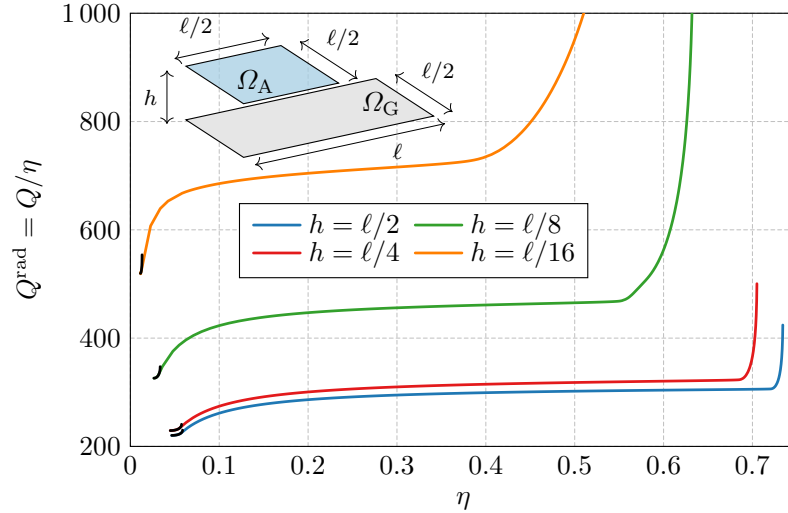 1 000
800
600
400
200
0
0.1
0.2
0.3
0.4
0.5
0.6
0.7
η
Q^rad = Q/η
ℓ/2
ℓ/2
ℓ/2
h
Ω_A
Ω_G
ℓ
h = ℓ/2
h = ℓ/8
h = ℓ/4
h = ℓ/16